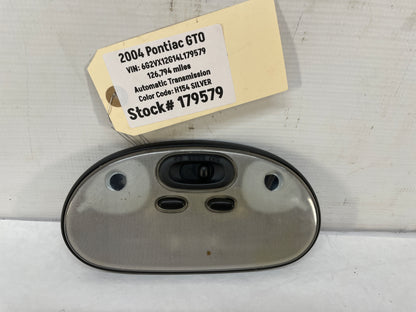 2004 Pontiac GTO
VIN: 6G2VX12G14L179579
126,794 miles
Automatic Transmission
Color Code: H154 SILVER
Stock# 179579